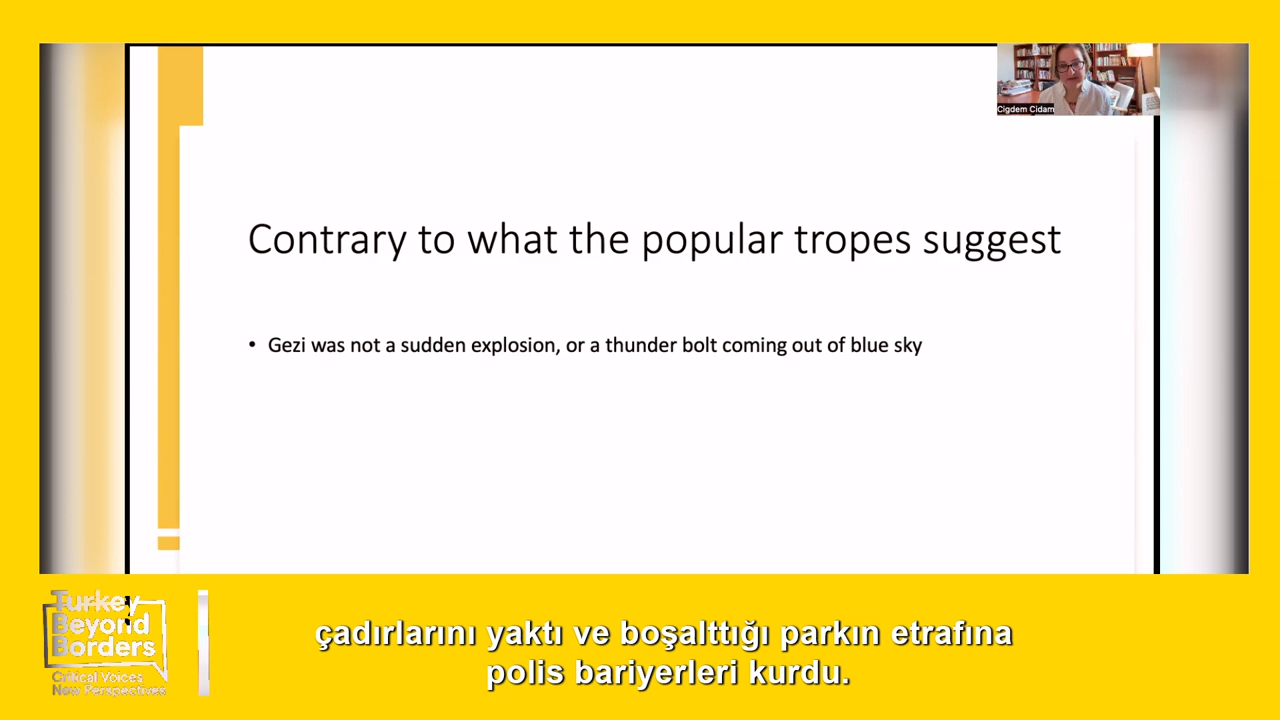 Cigdem Cidam
Contrary to what the popular tropes suggest
• Gezi was not a sudden explosion, or a thunder bolt coming out of blue sky
Turkey
Beyond
Borders
Critical Voices
New Perspectives
çadırlarını yaktı ve boşalttığı parkın etrafına
polis bariyerleri kurdu.